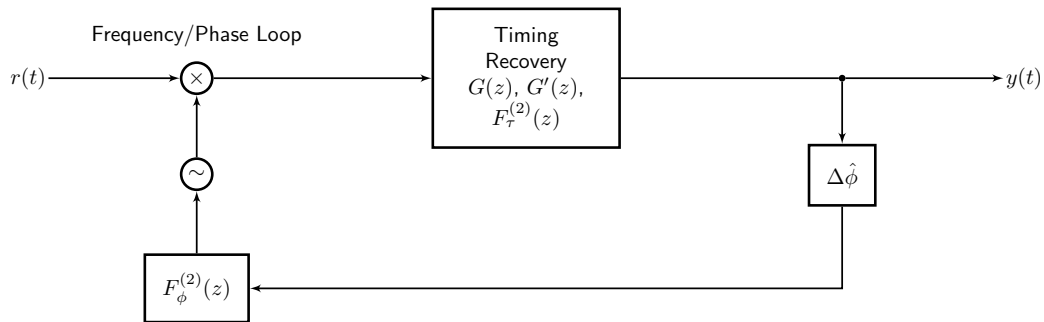 Frequency/Phase Loop
r(t)
×
Timing
Recovery
G(z), G′(z),
F_τ^{(2)}(z)
y(t)
∼
Δϕ̂
F_ϕ^{(2)}(z)